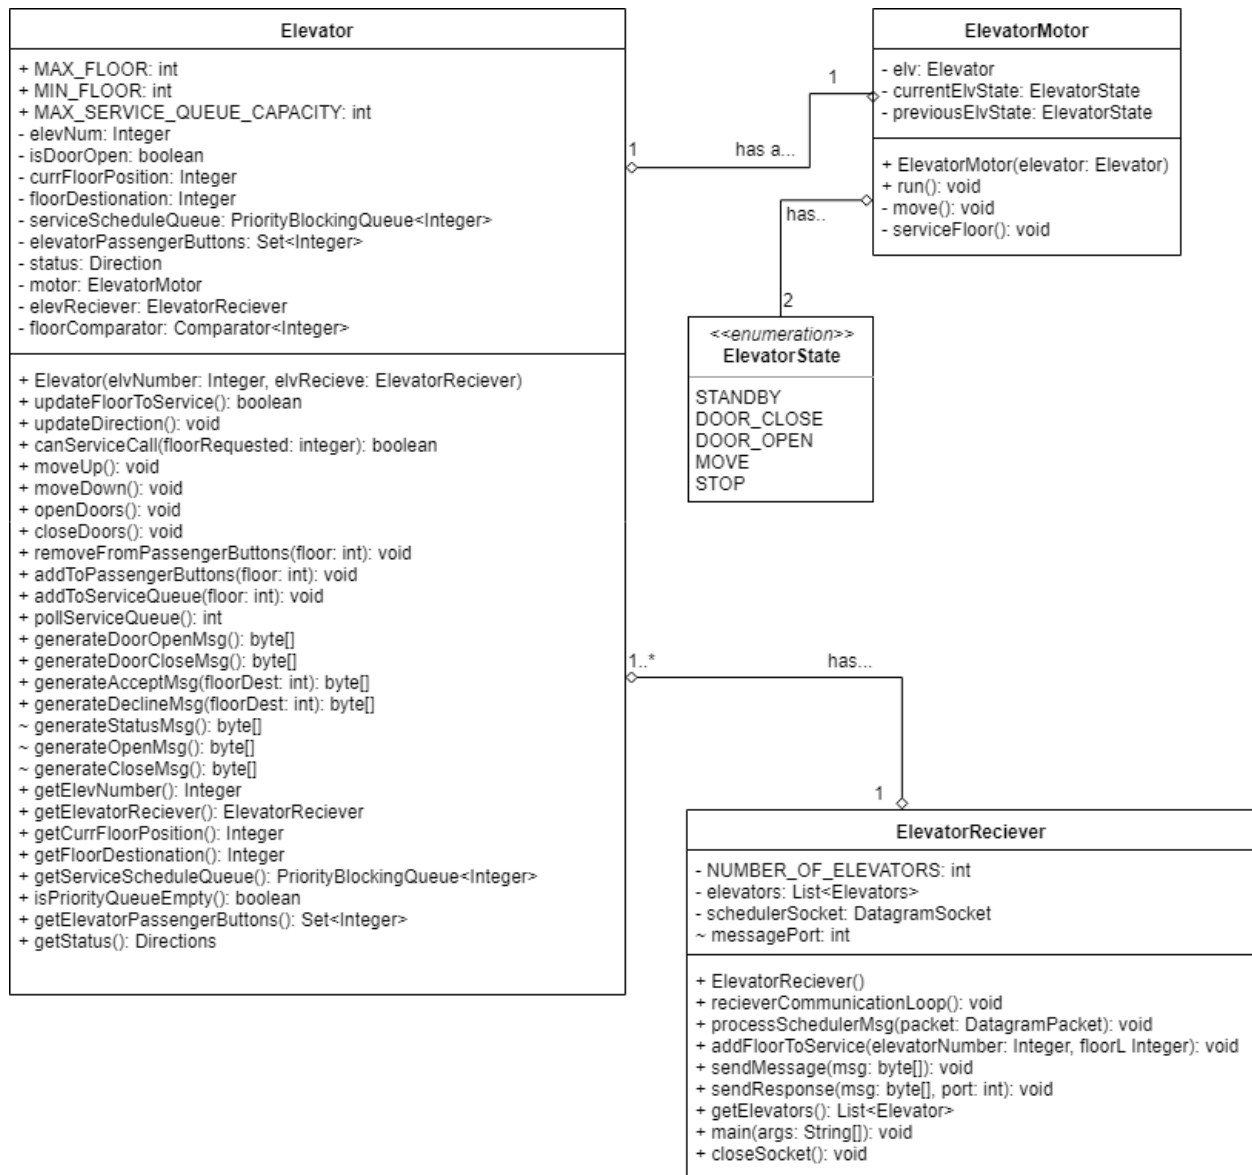 Elevator
+ MAX_FLOOR: int
+ MIN_FLOOR: int
+ MAX_SERVICE_QUEUE_CAPACITY: int
- elevNum: Integer
- isDoorOpen: boolean
- currFloorPosition: Integer
- floorDestionation: Integer
- serviceScheduleQueue: PriorityBlockingQueue<Integer>
- elevatorPassengerButtons: Set<Integer>
- status: Direction
- motor: ElevatorMotor
- elevReciever: ElevatorReciever
- floorComparator: Comparator<Integer>
+ Elevator(elvNumber: Integer, elvRecieve: ElevatorReciever)
+ updateFloorToService(): boolean
+ updateDirection(): void
+ canServiceCall(floorRequested: integer): boolean
+ moveUp(): void
+ moveDown(): void
+ openDoors(): void
+ closeDoors(): void
+ removeFromPassengerButtons(floor: int): void
+ addToPassengerButtons(floor: int): void
+ addToServiceQueue(floor: int): void
+ pollServiceQueue(): int
+ generateDoorOpenMsg(): byte[]
+ generateDoorCloseMsg(): byte[]
+ generateAcceptMsg(floorDest: int): byte[]
+ generateDeclineMsg(floorDest: int): byte[]
~ generateStatusMsg(): byte[]
~ generateOpenMsg(): byte[]
~ generateCloseMsg(): byte[]
+ getElevNumber(): Integer
+ getElevatorReciever(): ElevatorReciever
+ getCurrFloorPosition(): Integer
+ getFloorDestionation(): Integer
+ getServiceScheduleQueue(): PriorityBlockingQueue<Integer>
+ isPriorityQueueEmpty(): boolean
+ getElevatorPassengerButtons(): Set<Integer>
+ getStatus(): Directions
1
has a...
1
ElevatorMotor
- elv: Elevator
- currentElvState: ElevatorState
- previousElvState: ElevatorState
+ ElevatorMotor(elevator: Elevator)
+ run(): void
- move(): void
- serviceFloor(): void
has..
2
<<enumeration>>
ElevatorState
STANDBY
DOOR_CLOSE
DOOR_OPEN
MOVE
STOP
1..*
has...
1
ElevatorReciever
- NUMBER_OF_ELEVATORS: int
- elevators: List<Elevators>
- schedulerSocket: DatagramSocket
~ messagePort: int
+ ElevatorReciever()
+ recieverCommunicationLoop(): void
+ processSchedulerMsg(packet: DatagramPacket): void
+ addFloorToService(elevatorNumber: Integer, floorL Integer): void
+ sendMessage(msg: byte[]): void
+ sendResponse(msg: byte[], port: int): void
+ getElevators(): List<Elevator>
+ main(args: String[]): void
+ closeSocket(): void